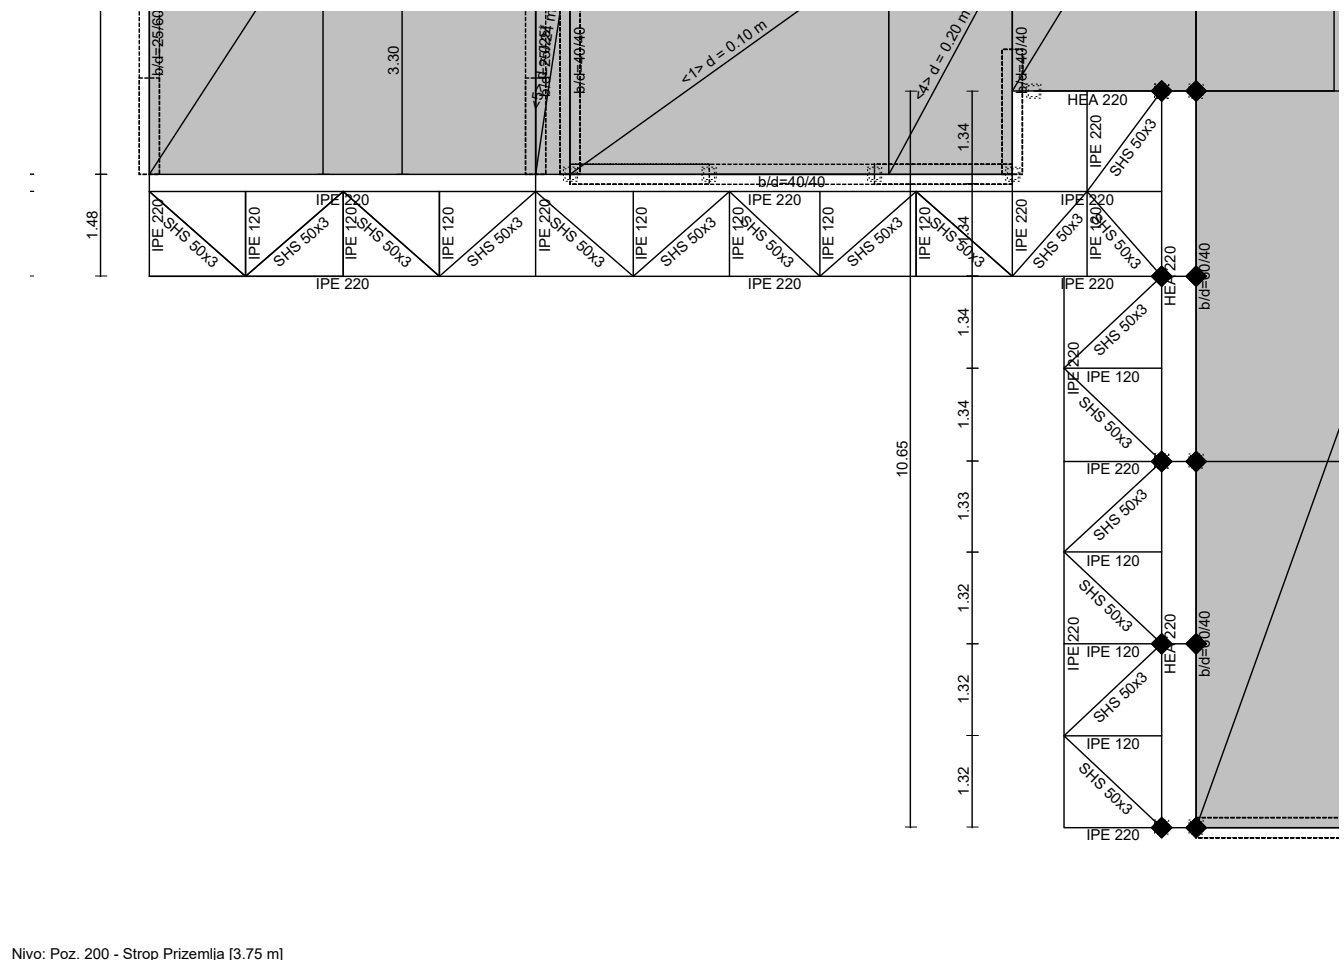 b/d=25/60
3.30
b/d=40/40
<1> d = 0.10 m
<4> d = 0.20 m
b/d=40/40
HEA 220
1.34
IPE 220
SHS 50x3
b/d=40/40
IPE 220
IPE 220
IPE 220
1.48
IPE 220
SHS 50x3
IPE 120
SHS 50x3
IPE 120
SHS 50x3
IPE 120
SHS 50x3
IPE 220
SHS 50x3
IPE 120
SHS 50x3
IPE 120
SHS 50x3
IPE 120
SHS 50x3
IPE 120
SHS 50x3
1.34
IPE 220
SHS 50x3
IPE 120
SHS 50x3
IPE 220
IPE 220
IPE 220
HEA 220
b/d=60/40
1.34
SHS 50x3
IPE 220
IPE 120
1.34
SHS 50x3
10.65
IPE 220
1.33
SHS 50x3
IPE 120
1.32
SHS 50x3
IPE 220
IPE 120
HEA 220
b/d=60/40
1.32
SHS 50x3
IPE 120
1.32
SHS 50x3
IPE 220
Nivo: Poz. 200 - Strop Prizemlja [3.75 m]